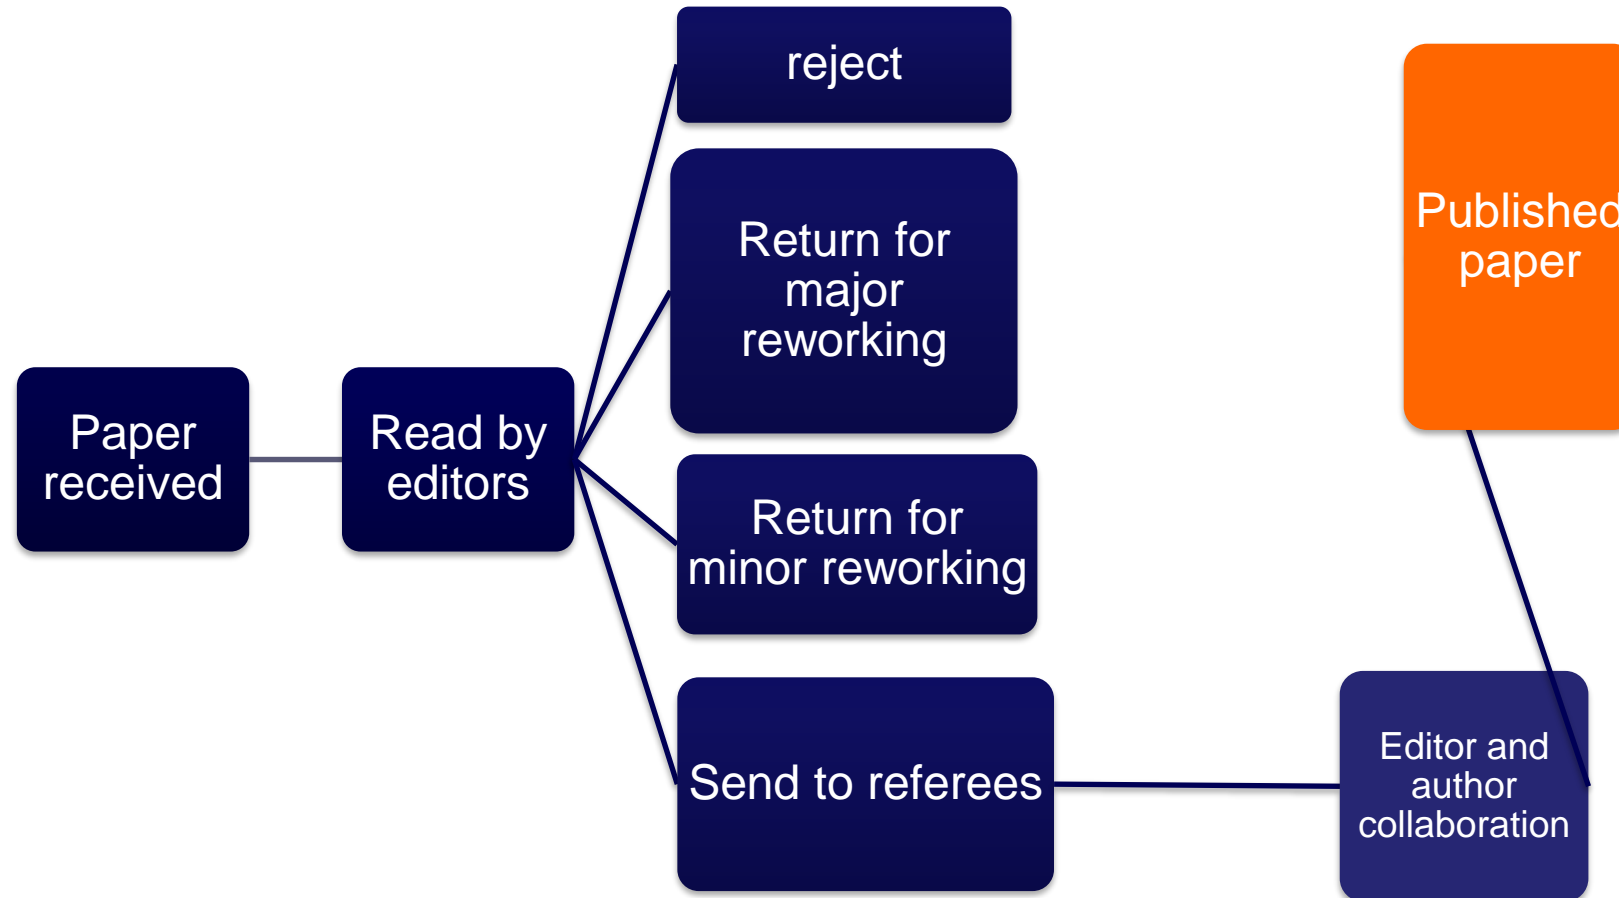 reject
Return for
major
reworking
Published
paper
Paper
received
Read by
editors
Return for
minor reworking
Send to referees
Editor and
author
collaboration